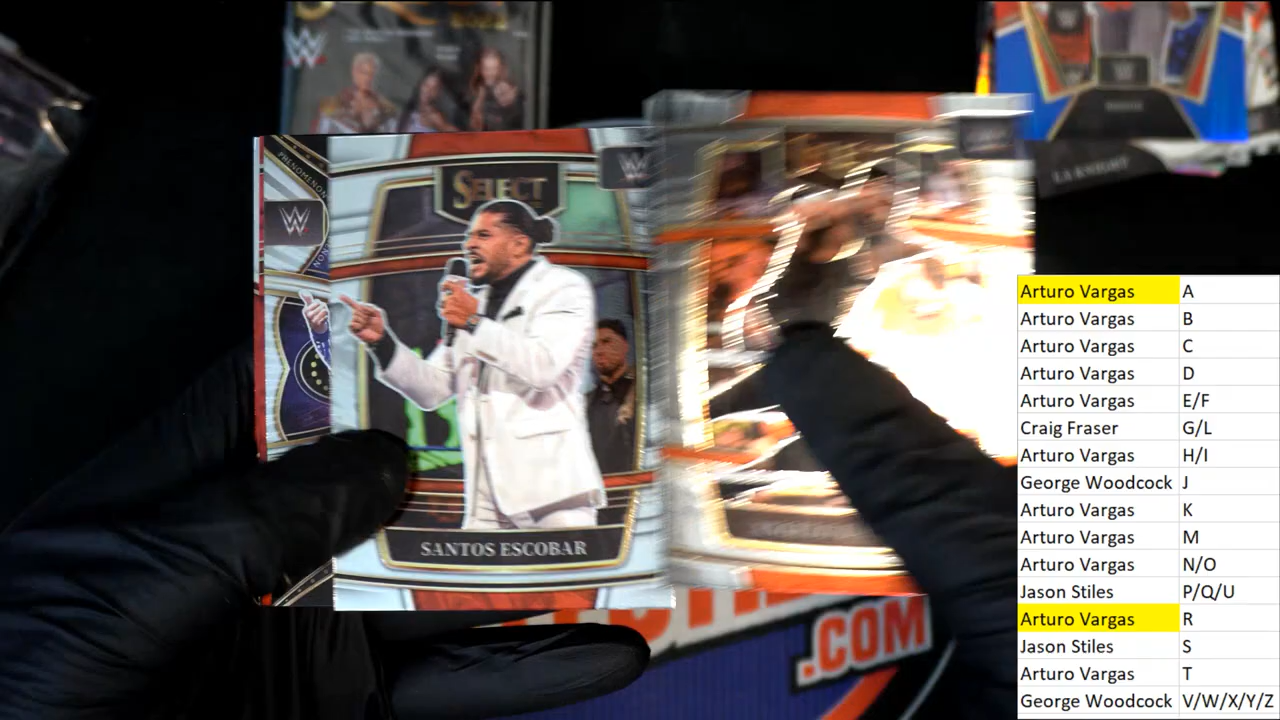 2022
W
SELECT
W
PHENOMENON
W
SANTOS ESCOBAR
LA KNIGHT
.COM
Arturo Vargas A
Arturo Vargas B
Arturo Vargas C
Arturo Vargas D
Arturo Vargas E/F
Craig Fraser G/L
Arturo Vargas H/I
George Woodcock J
Arturo Vargas K
Arturo Vargas M
Arturo Vargas N/O
Jason Stiles P/Q/U
Arturo Vargas R
Jason Stiles S
Arturo Vargas T
George Woodcock V/W/X/Y/Z